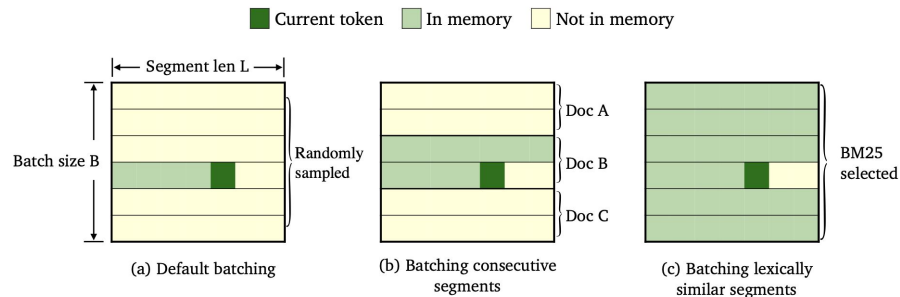 Current token In memory Not in memory
Segment len L
Batch size B
Randomly
sampled
Doc A
Doc B
Doc C
BM25
selected
(a) Default batching
(b) Batching consecutive
segments
(c) Batching lexically
similar segments